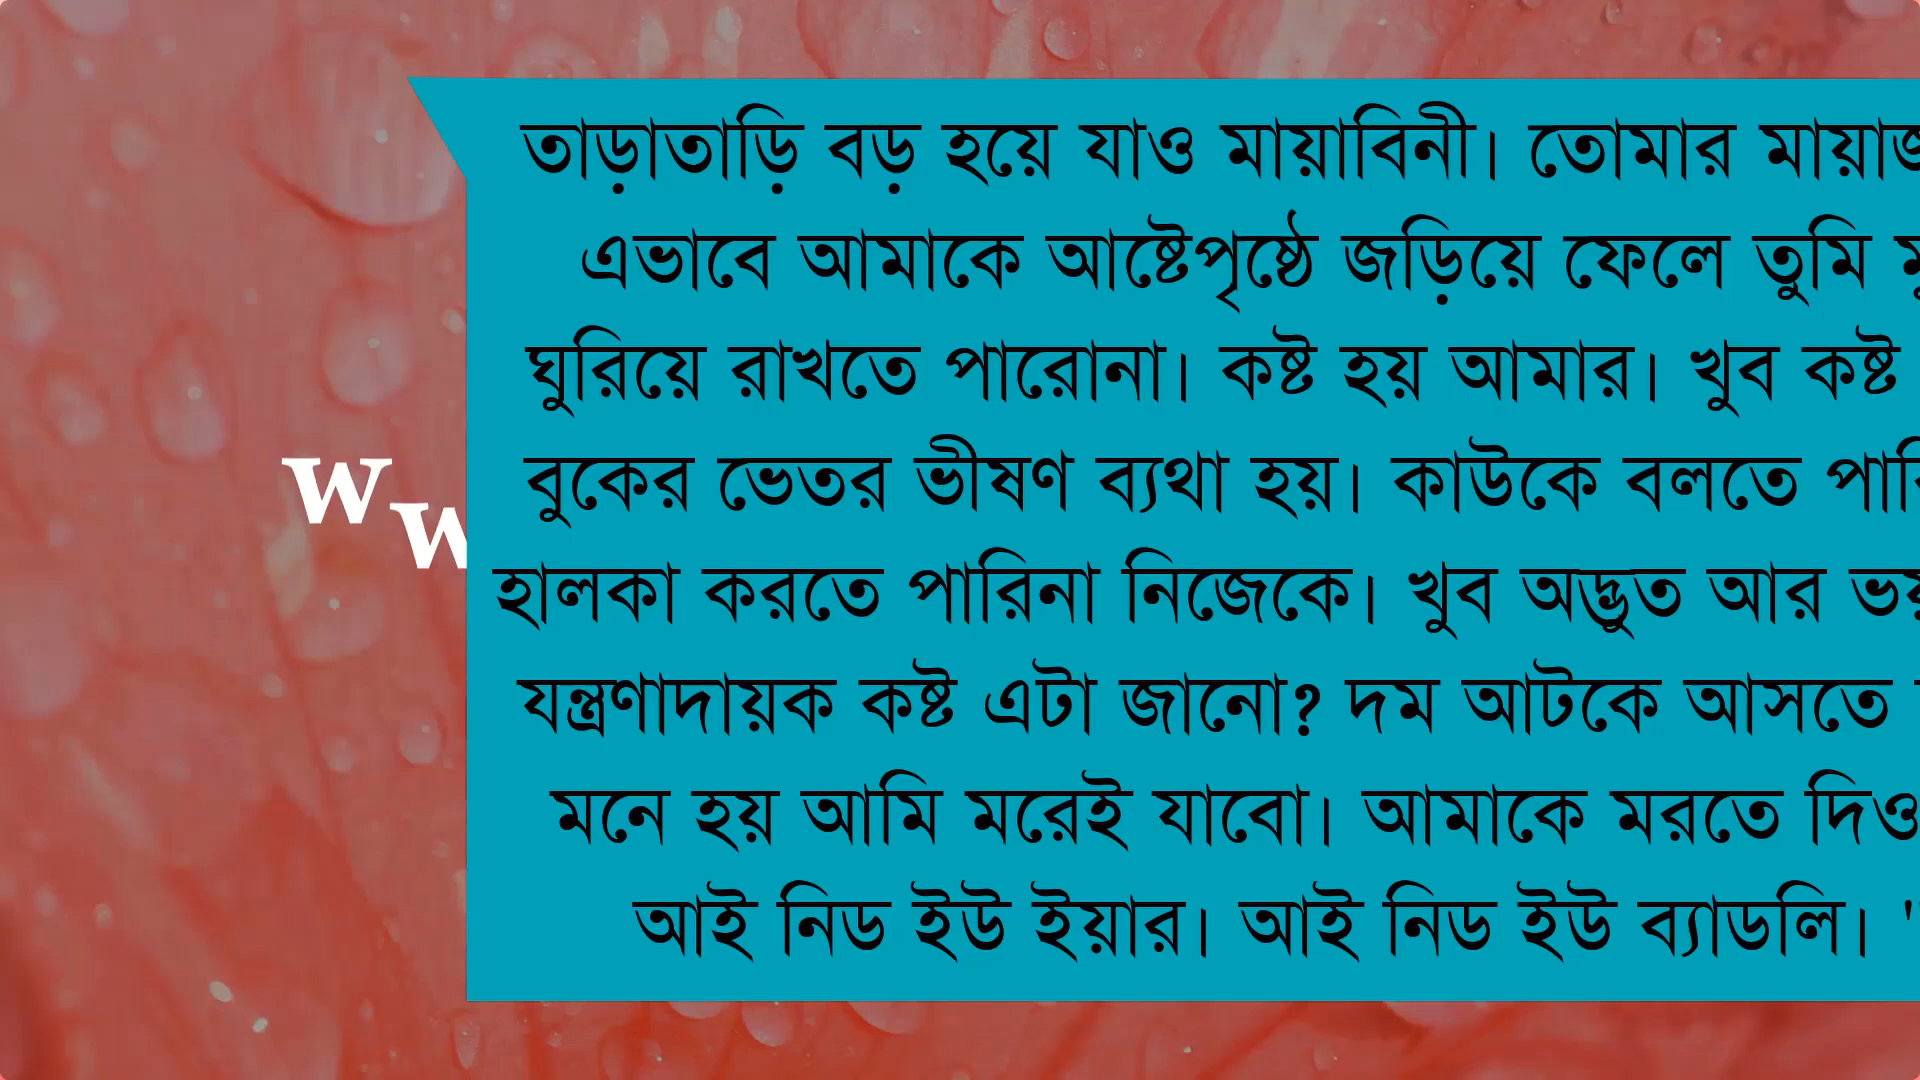 তাড়াতাড়ি বড় হয়ে যাও মায়াবিনী। তোমার
এভাবে আমাকে আষ্টেপৃষ্ঠে জড়িয়ে ফেলে তুমি
ঘুরিয়ে রাখতে পারোনা। কষ্ট হয় আমার। খুব কষ্ট
বুকের ভেতর ভীষণ ব্যথা হয়। কাউকে বলতে
হালকা করতে পারিনা নিজেকে। খুব অদ্ভুত আর
যন্ত্রণাদায়ক কষ্ট এটা জানো? দম আটকে আসতে
মনে হয় আমি মরেই যাবো। আমাকে মরতে দিও
আই নিড ইউ ইয়ার। আই নিড ইউ ব্যাডলি। "
w
w